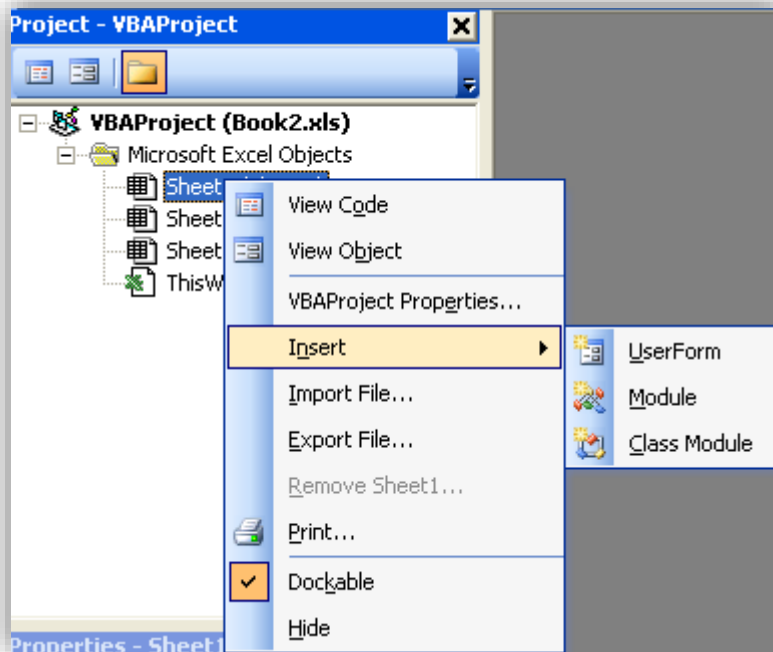 Project - VBAProject
VBAProject (Book2.xls)
Microsoft Excel Objects
Sheet
Sheet
Sheet
ThisW
View Code
View Object
VBAProject Properties...
Insert
Import File...
Export File...
Remove Sheet1...
Print...
Dockable
Hide
UserForm
Module
Class Module
Properties - Sheet1